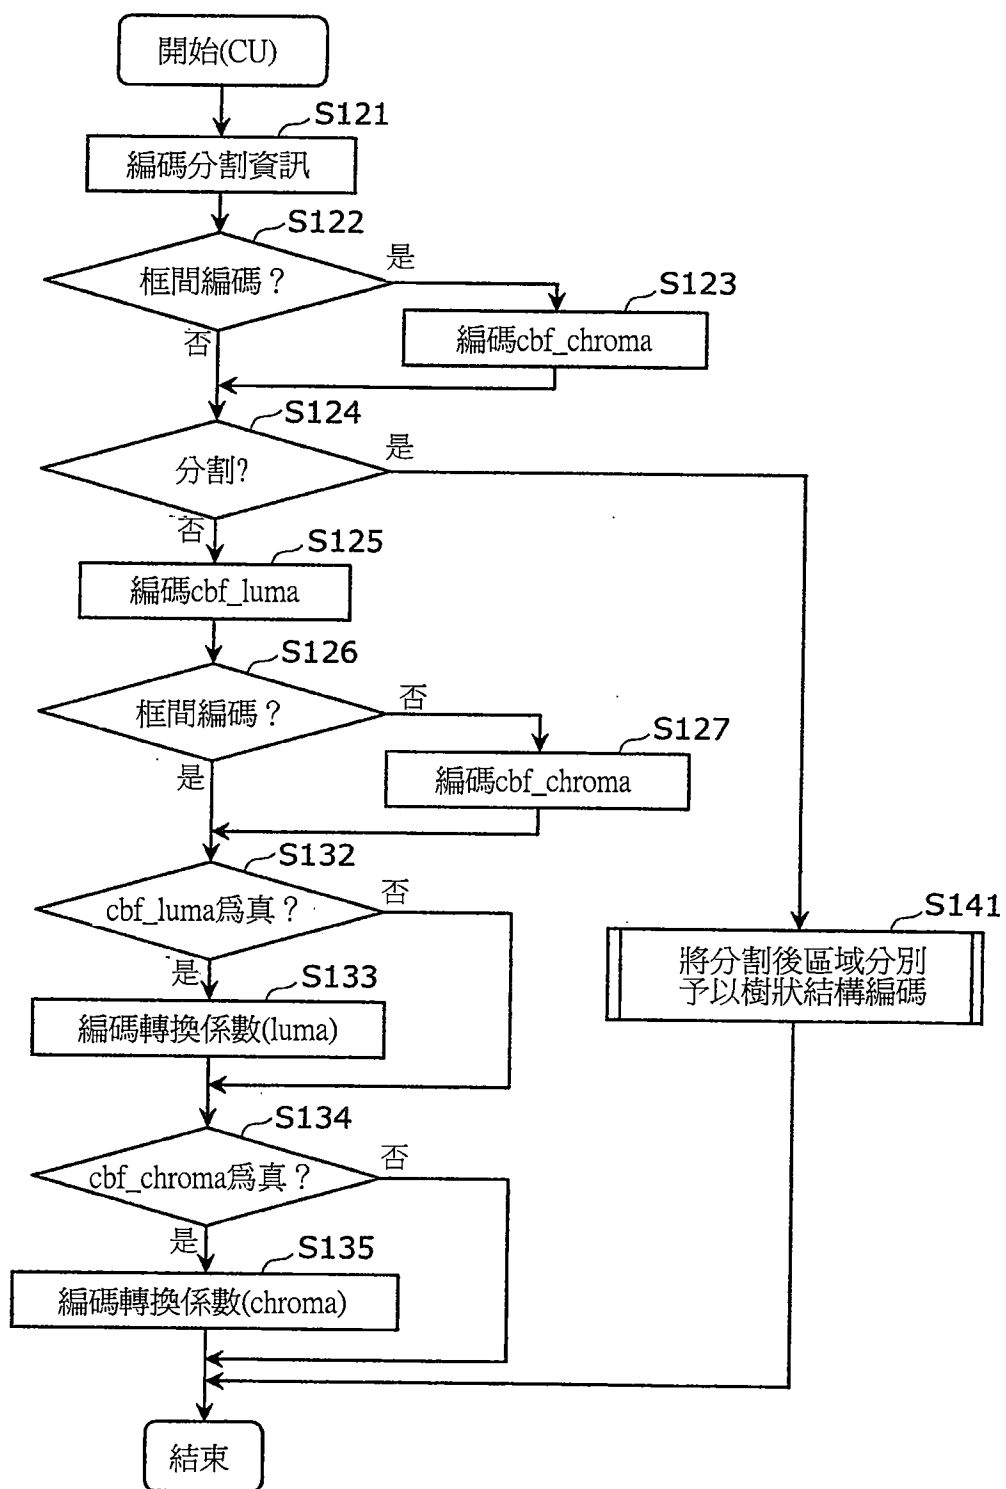 開始(CU)
S121
編碼分割資訊
S122
框間編碼？
是
S123
編碼cbf_chroma
否
S124
分割?
是
否
S125
編碼cbf_luma
S126
框間編碼？
否
S127
編碼cbf_chroma
是
S132
cbf_luma爲真？
否
S141
將分割後區域分別
予以樹狀結構編碼
是
S133
編碼轉換係數(luma)
S134
cbf_chroma爲真？
否
是
S135
編碼轉換係數(chroma)
結束